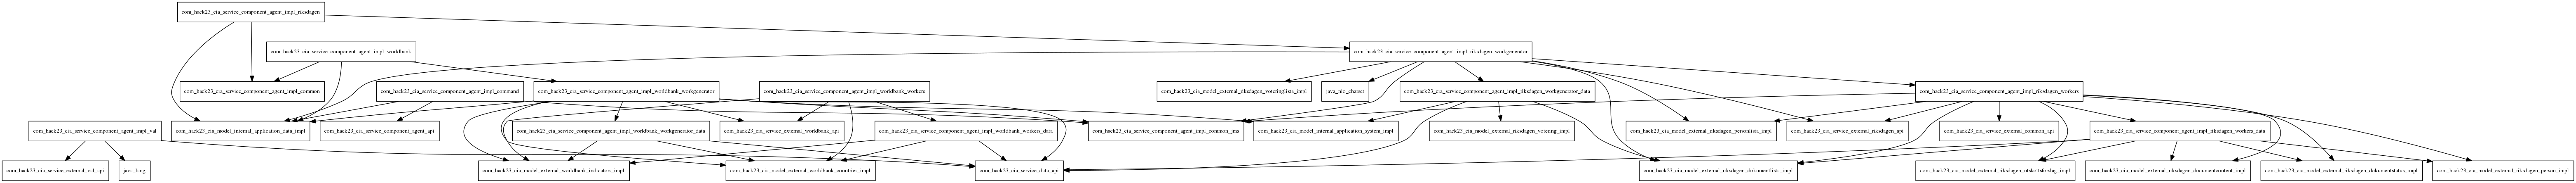 com_hack23_cia_service_component_agent_impl_riksdagen
com_hack23_cia_service_component_agent_impl_worldbank
com_hack23_cia_service_component_agent_impl_riksdagen_workgenerator
com_hack23_cia_service_component_agent_impl_common
com_hack23_cia_service_component_agent_impl_command
com_hack23_cia_service_component_agent_impl_worldbank_workgenerator
com_hack23_cia_service_component_agent_impl_worldbank_workers
com_hack23_cia_model_external_riksdagen_voteringlista_impl
java_nio_charset
com_hack23_cia_service_component_agent_impl_riksdagen_workgenerator_data
com_hack23_cia_service_component_agent_impl_riksdagen_workers
com_hack23_cia_service_component_agent_impl_val
com_hack23_cia_model_internal_application_data_impl
com_hack23_cia_service_component_agent_api
com_hack23_cia_service_component_agent_impl_worldbank_workgenerator_data
com_hack23_cia_service_external_worldbank_api
com_hack23_cia_service_component_agent_impl_worldbank_workers_data
com_hack23_cia_service_component_agent_impl_common_jms
com_hack23_cia_model_internal_application_system_impl
com_hack23_cia_model_external_riksdagen_votering_impl
com_hack23_cia_model_external_riksdagen_personlista_impl
com_hack23_cia_service_external_riksdagen_api
com_hack23_cia_service_external_common_api
com_hack23_cia_service_component_agent_impl_riksdagen_workers_data
com_hack23_cia_service_external_val_api
java_lang
com_hack23_cia_model_external_worldbank_indicators_impl
com_hack23_cia_model_external_worldbank_countries_impl
com_hack23_cia_service_data_api
com_hack23_cia_model_external_riksdagen_dokumentlista_impl
com_hack23_cia_model_external_riksdagen_utskottsforslag_impl
com_hack23_cia_model_external_riksdagen_documentcontent_impl
com_hack23_cia_model_external_riksdagen_dokumentstatus_impl
com_hack23_cia_model_external_riksdagen_person_impl